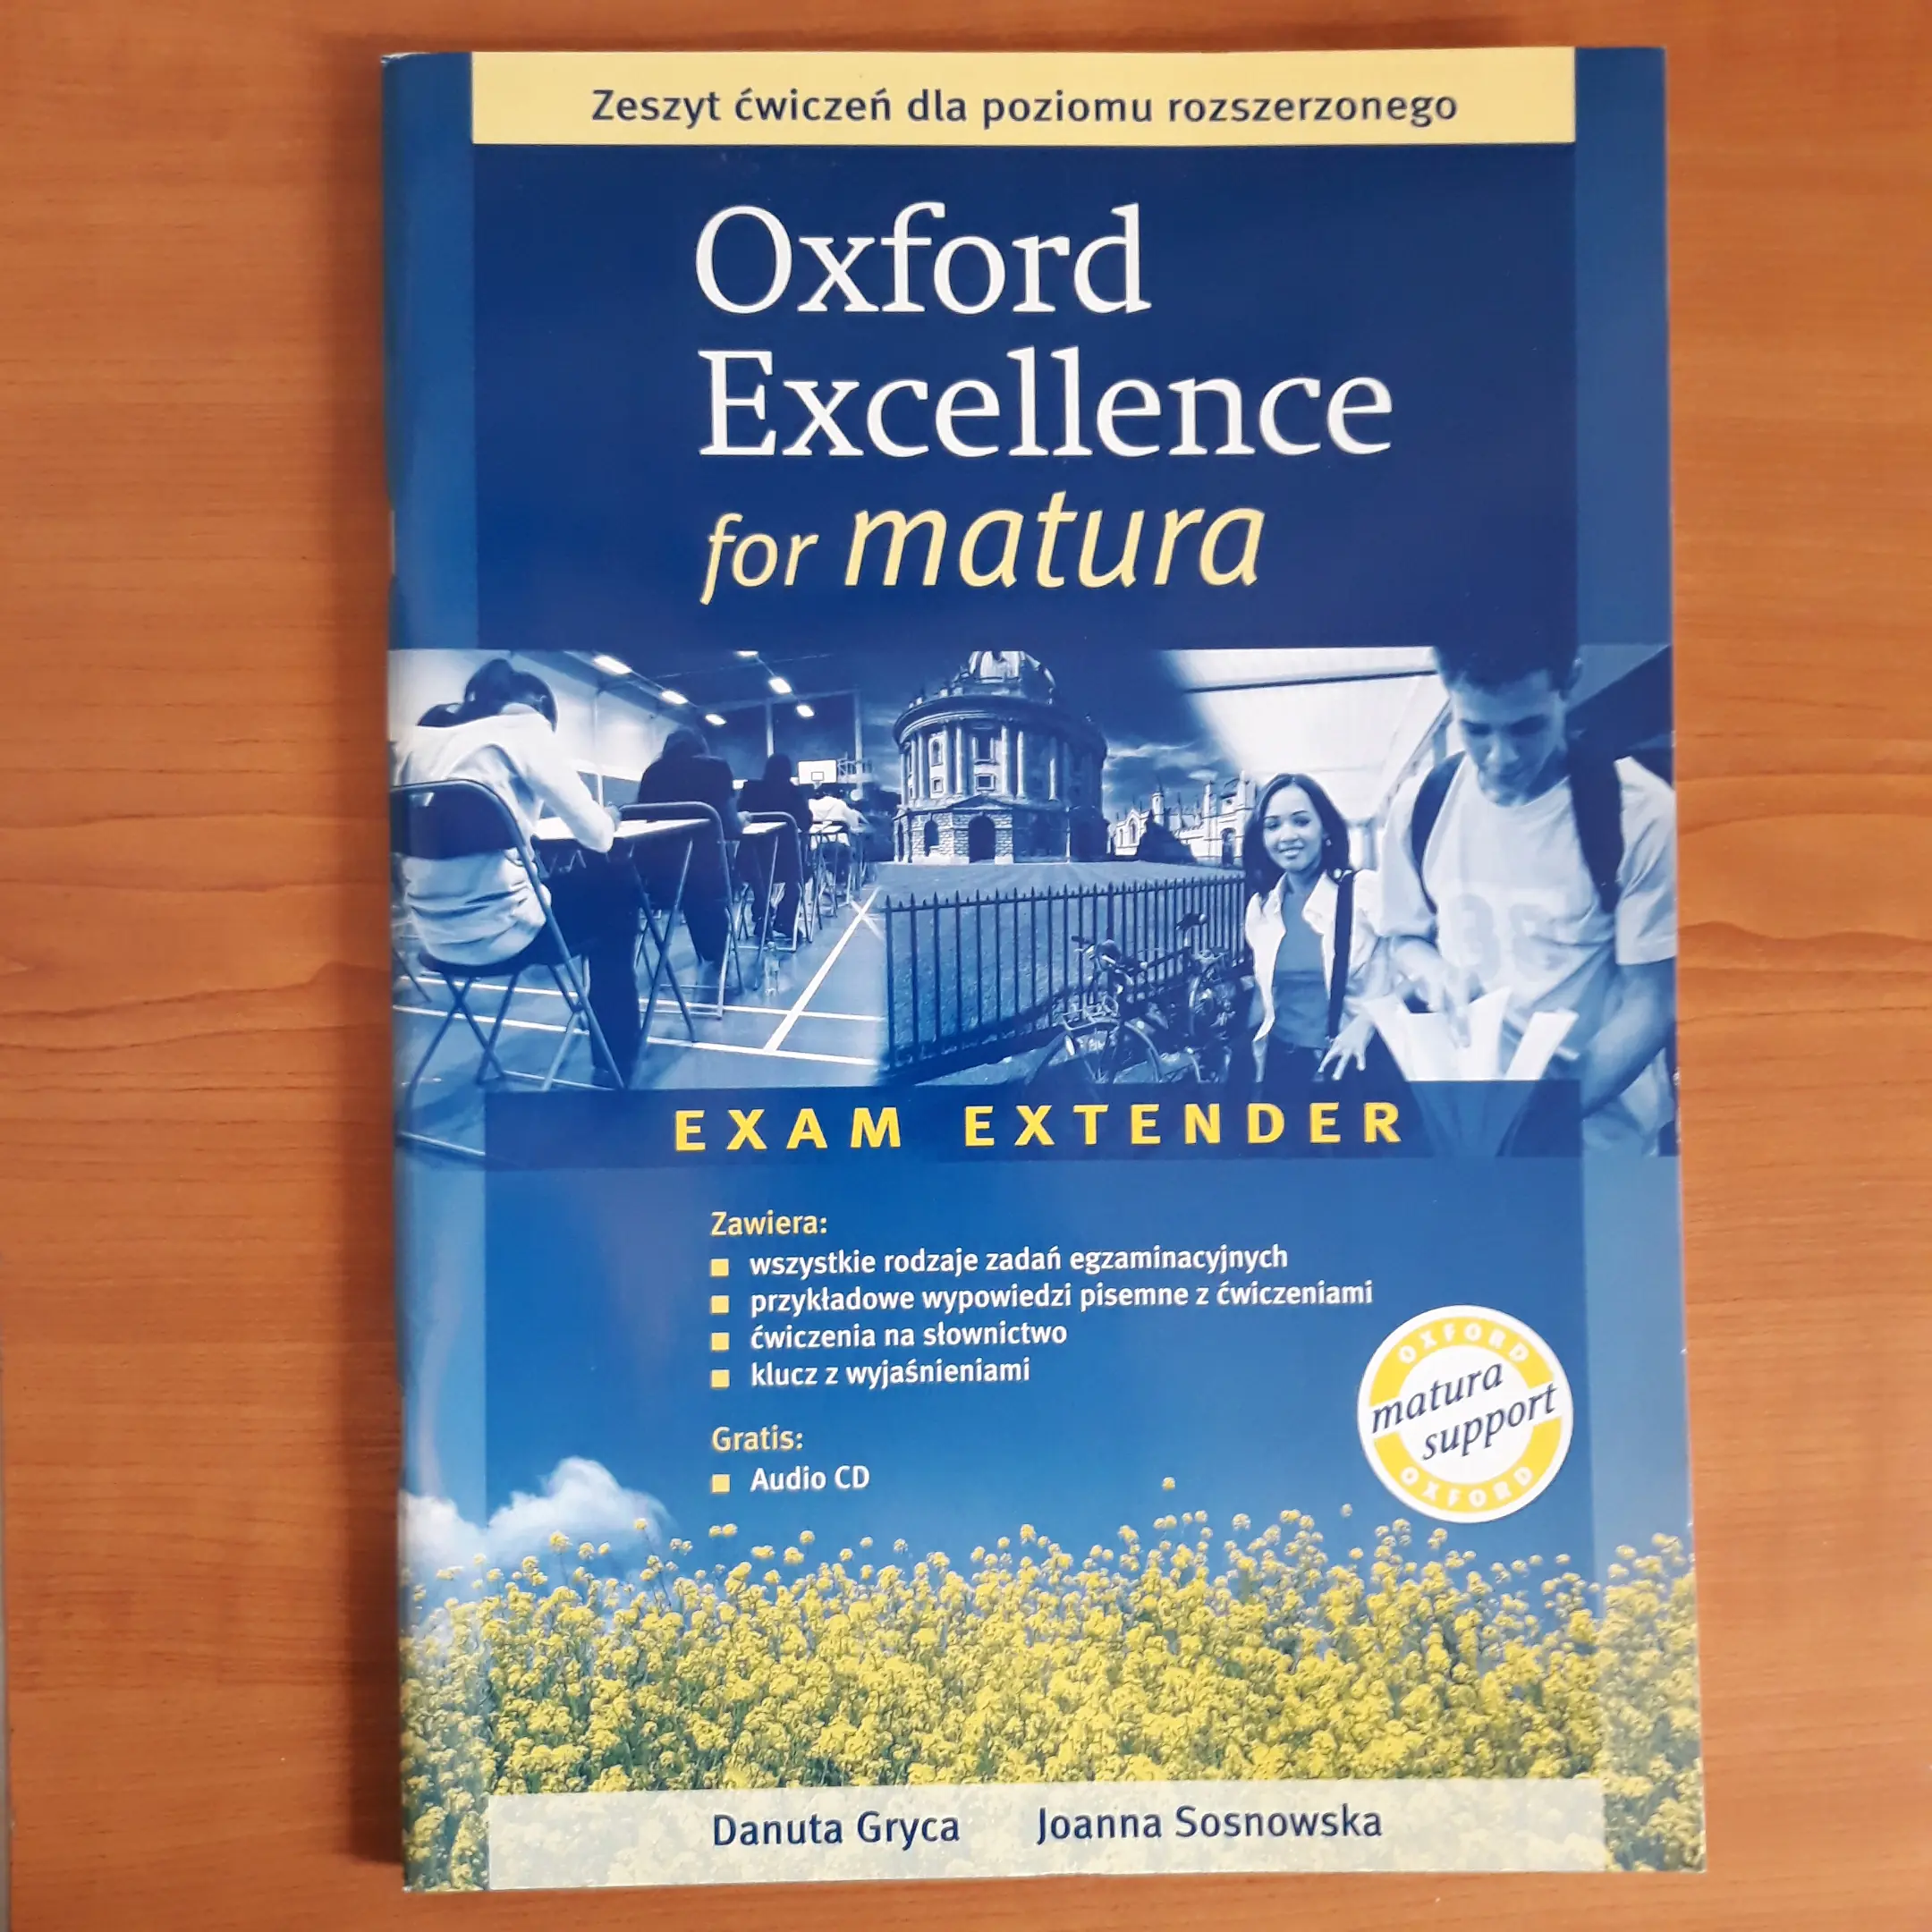 Zeszyt ćwiczeń dla poziomu rozszerzonego
Oxford
Excellence
for matura
EXAM EXTENDER
Zawiera:
wszystkie rodzaje zadań egzaminacyjnych
przykładowe wypowiedzi pisemne z ćwiczeniami
ćwiczenia na słownictwo
klucz z wyjaśnieniami
Gratis:
Audio CD
OXFORD
matura
support
OXFORD
Danuta Gryca Joanna Sosnowska